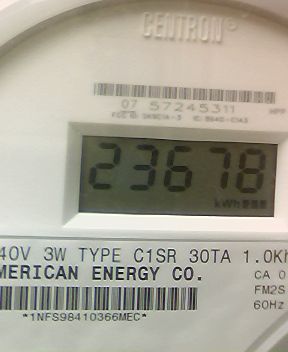 CENTRON®
07 57245311
23678
kWh
40V 3W TYPE C1SR 30TA 1.0Kh
MERICAN ENERGY CO.
CA 0
FM2S
60Hz
*1NFS98410366MEC*